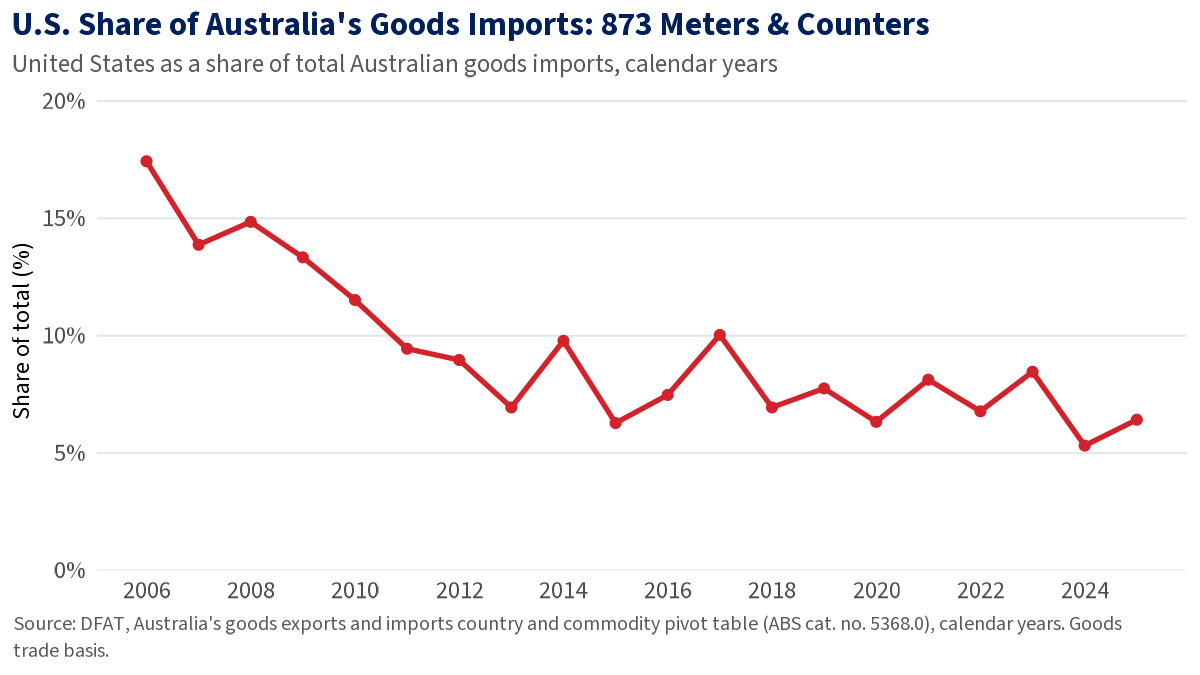 U.S. Share of Australia's Goods Imports: 873 Meters & Counters
United States as a share of total Australian goods imports, calendar years
20%
15%
10%
5%
0%
Share of total (%)
2006 2008 2010 2012 2014 2016 2018 2020 2022 2024
Source: DFAT, Australia's goods exports and imports country and commodity pivot table (ABS cat. no. 5368.0), calendar years. Goods
trade basis.